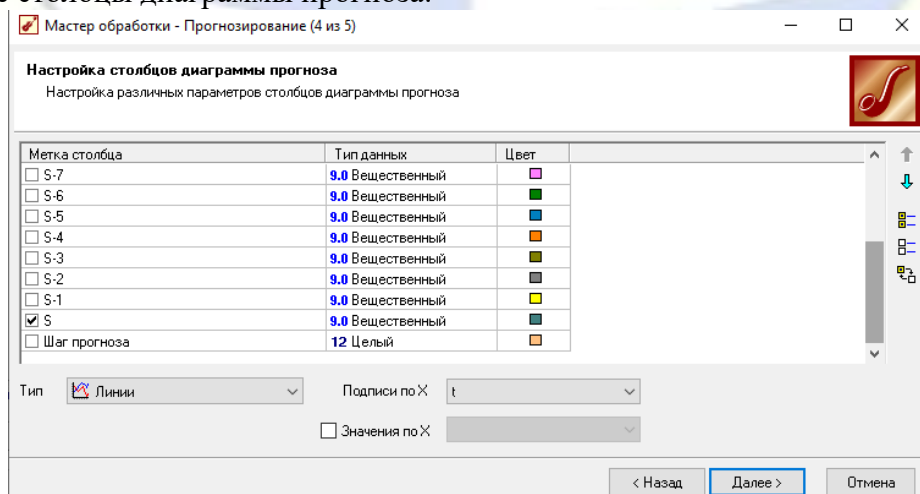 столбцы диаграммы прогноза.
Мастер обработки - Прогнозирование (4 из 5)
Настройка столбцов диаграммы прогноза
Настройка различных параметров столбцов диаграммы прогноза
Метка столбца Тип данных Цвет
S-7 9.0 Вещественный
S-6 9.0 Вещественный
S-5 9.0 Вещественный
S-4 9.0 Вещественный
S-3 9.0 Вещественный
S-2 9.0 Вещественный
S-1 9.0 Вещественный
S 9.0 Вещественный
Шаг прогноза 12 Целый
Тип Линии Подписи по X t
Значения по X
< Назад Далее > Отмена